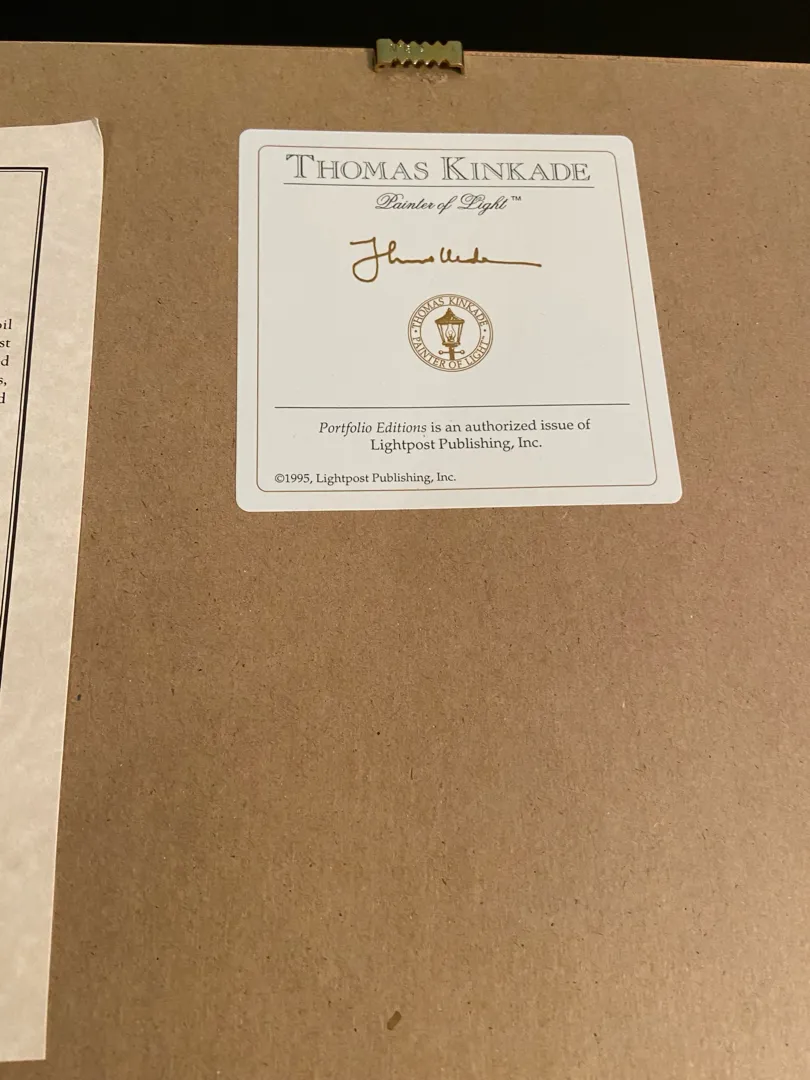 THOMAS KINKADE
Painter of Light™
THOMAS KINKADE
PAINTER OF LIGHT™
Portfolio Editions is an authorized issue of
Lightpost Publishing, Inc.
©1995, Lightpost Publishing, Inc.